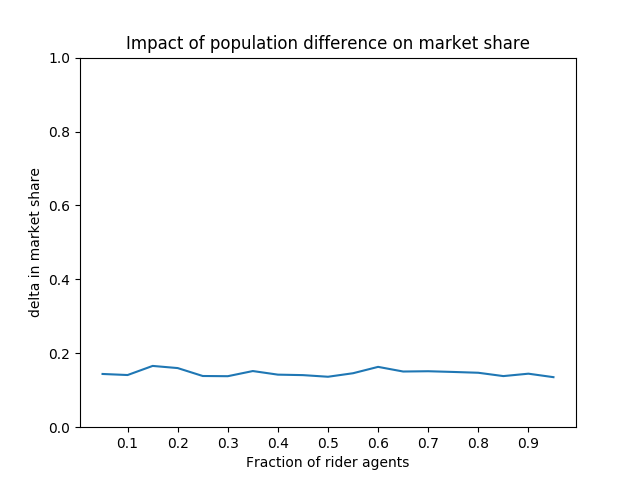 Impact of population difference on market share
1.0
0.8
0.6
0.4
0.2
0.0
delta in market share
0.1 0.2 0.3 0.4 0.5 0.6 0.7 0.8 0.9
Fraction of rider agents